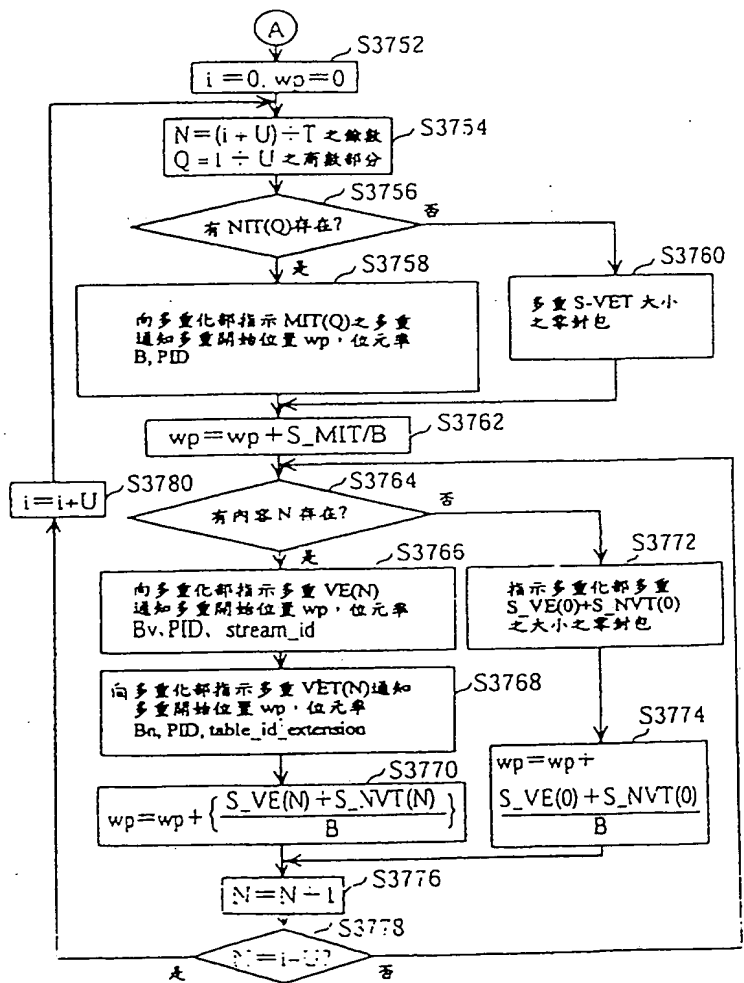 A
S3752
i=0, wp=0
S3754
N=(i+U)÷T之餘數
Q=1÷U之商數部分
S3756
有 NIT(Q)存在?
否
是
S3758
向多重化部指示 MIT(Q)之多重
通知多重開始位置 wp，位元率
B, PID
S3760
多重 S-VET 大小
之零封包
wp=wp+S_MIT/B
S3762
S3780
i=i+U
S3764
有內容 N 存在?
否
是
S3766
向多重化部指示多重 VE(N)
通知多重開始位置 wp，位元率
Bv、PID、stream_id
S3772
指示多重化部多重
S_VE(0)+S_NVT(0)
之大小之零封包
S3768
向多重化部指示多重 VET(N)通知
多重開始位置 wp，位元率
Bn, PID, table_id_extension
S3770
wp=wp+{S_VE(N)+S_NVT(N)
B}
S3774
wp=wp+
S_VE(0)+S_NVT(0)
B
S3776
S3778
是
否